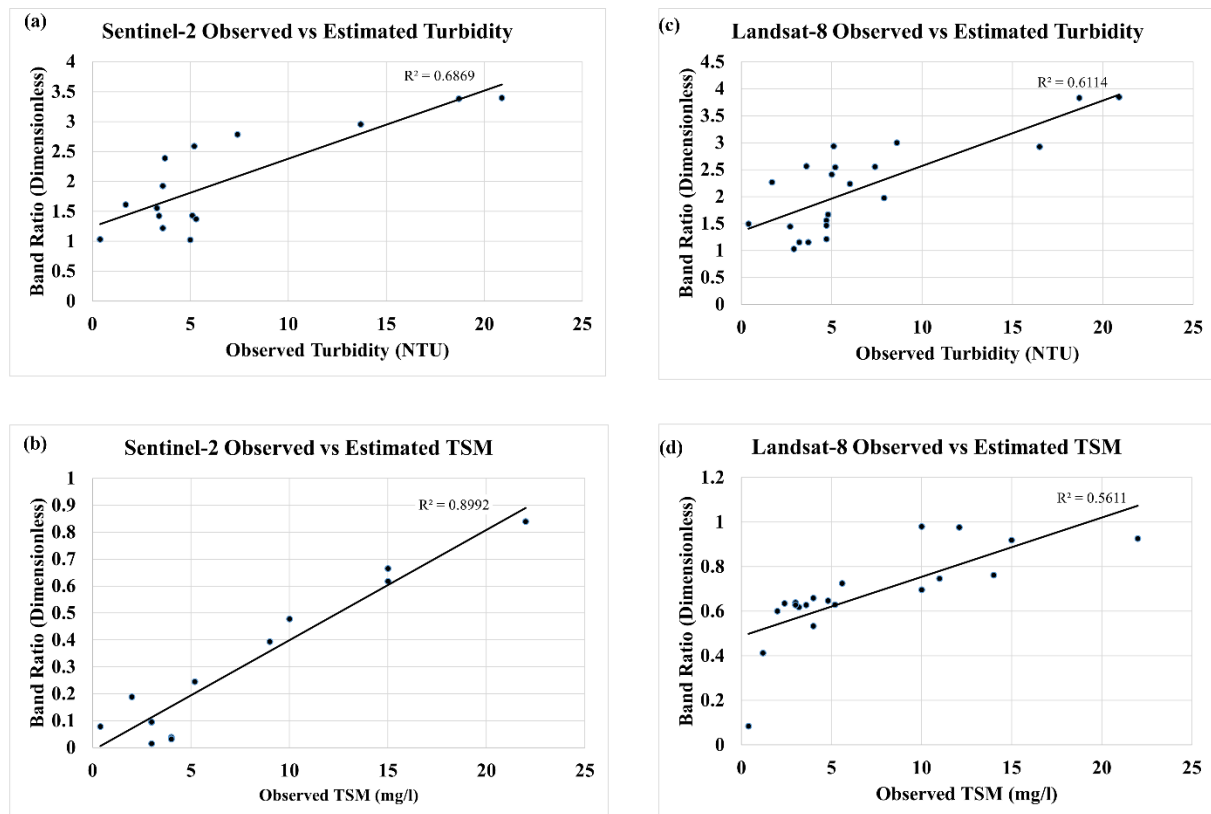 (a)
Sentinel-2 Observed vs Estimated Turbidity
R² = 0.6869
Band Ratio (Dimensionless)
4
3.5
3
2.5
2
1.5
1
0.5
0
0 5 10 15 20 25
Observed Turbidity (NTU)
(c)
Landsat-8 Observed vs Estimated Turbidity
R² = 0.6114
Band Ratio (Dimensionless)
4.5
4
3.5
3
2.5
2
1.5
1
0.5
0
0 5 10 15 20 25
Observed Turbidity (NTU)
(b)
Sentinel-2 Observed vs Estimated TSM
R² = 0.8992
Band Ratio (Dimensionless)
1
0.9
0.8
0.7
0.6
0.5
0.4
0.3
0.2
0.1
0
0 5 10 15 20 25
Observed TSM (mg/l)
(d)
Landsat-8 Observed vs Estimated TSM
R² = 0.5611
Band Ratio (Dimensionless)
1.2
1
0.8
0.6
0.4
0.2
0
0 5 10 15 20 25
Observed TSM (mg/l)